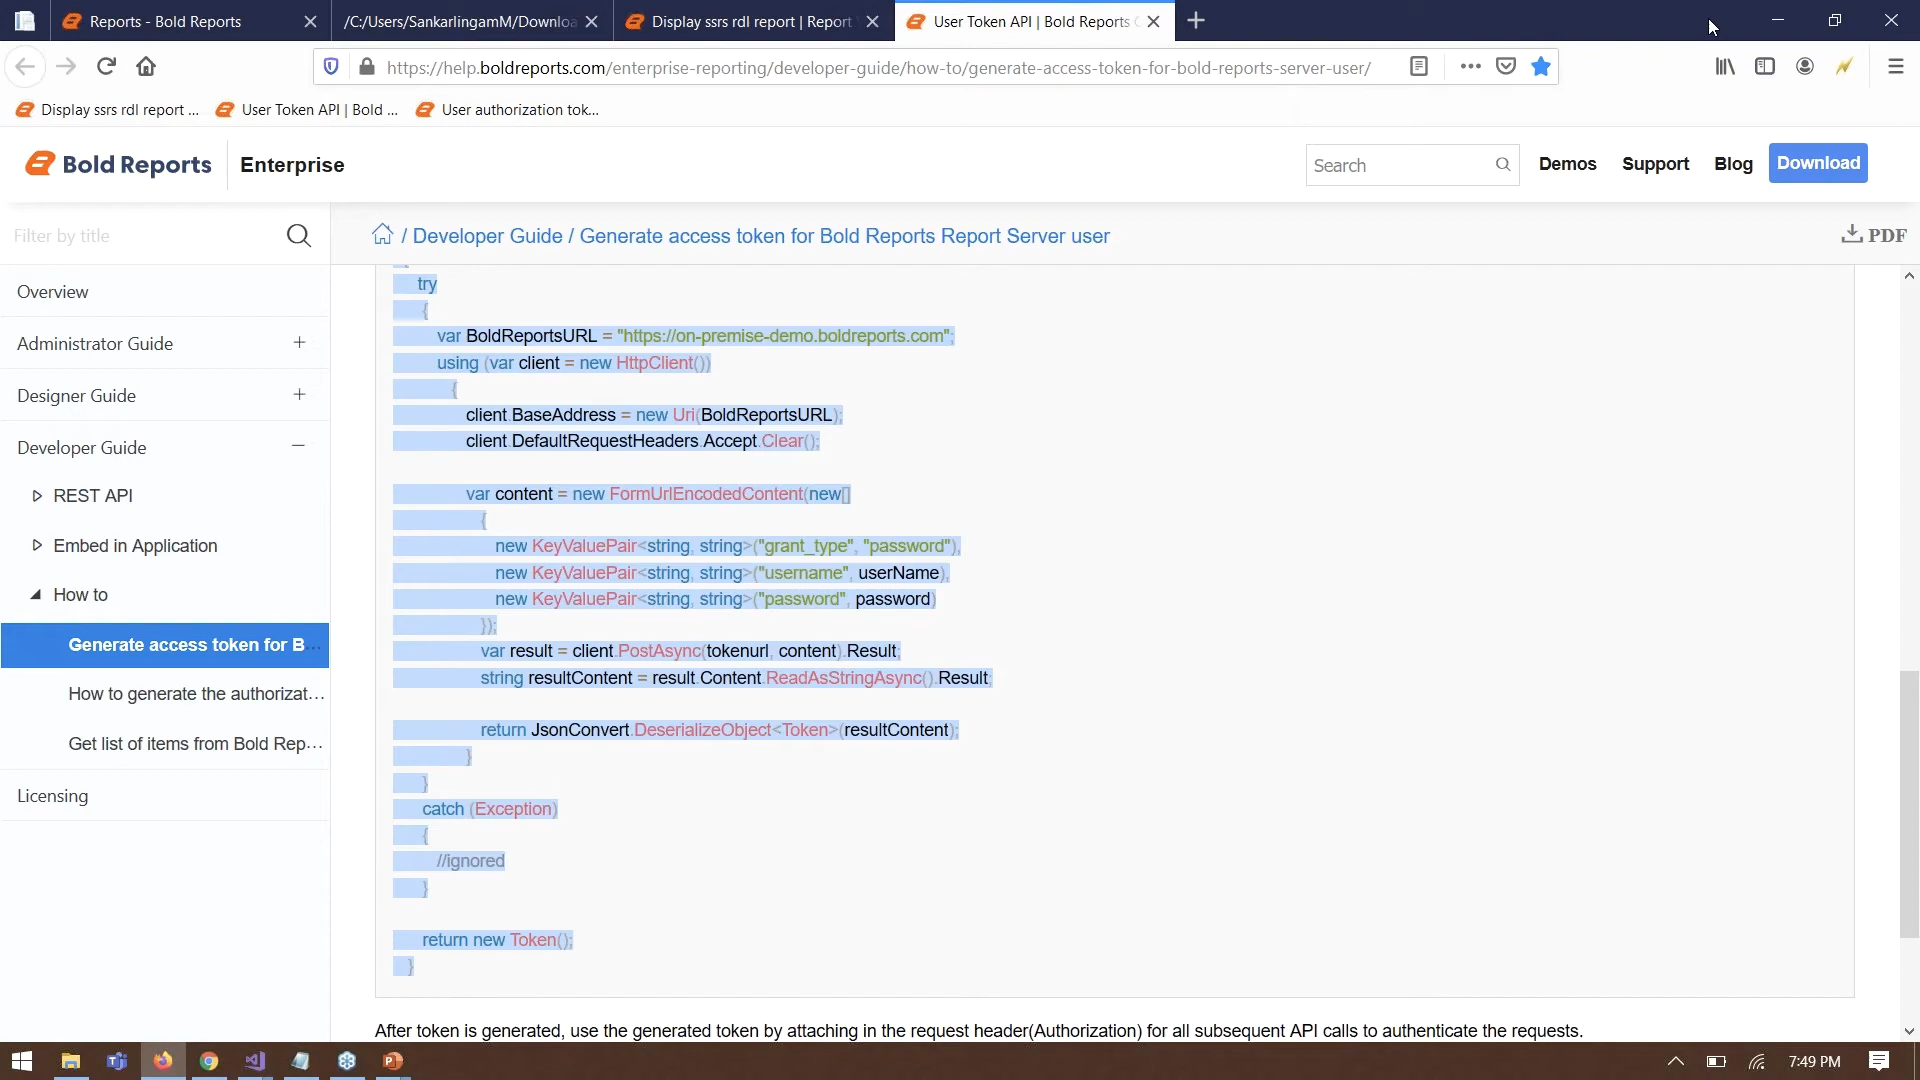 Reports - Bold Reports
/C:/Users/SankarlingamM/Downloa
Display ssrs rdl report | Report
User Token API | Bold Reports
https://help.boldreports.com/enterprise-reporting/developer-guide/how-to/generate-access-token-for-bold-reports-server-user/
Display ssrs rdl report ...
User Token API | Bold ...
User authorization tok...
Bold Reports
Enterprise
Search
Demos
Support
Blog
Download
Filter by title
/ Developer Guide / Generate access token for Bold Reports Report Server user
PDF
Overview
Administrator Guide
Designer Guide
Developer Guide
REST API
Embed in Application
How to
Generate access token for B...
How to generate the authorizat...
Get list of items from Bold Rep...
Licensing
try
{
var BoldReportsURL = "https://on-premise-demo.boldreports.com";
using (var client = new HttpClient())
{
client.BaseAddress = new Uri(BoldReportsURL);
client.DefaultRequestHeaders.Accept.Clear();
var content = new FormUrlEncodedContent(new[]
{
new KeyValuePair<string, string>("grant_type", "password"),
new KeyValuePair<string, string>("username", userName),
new KeyValuePair<string, string>("password", password)
});
var result = client.PostAsync(tokenurl, content).Result;
string resultContent = result.Content.ReadAsStringAsync().Result;
return JsonConvert.DeserializeObject<Token>(resultContent);
}
}
catch (Exception)
{
//ignored
}
return new Token();
}
After token is generated, use the generated token by attaching in the request header(Authorization) for all subsequent API calls to authenticate the requests.
7:49 PM